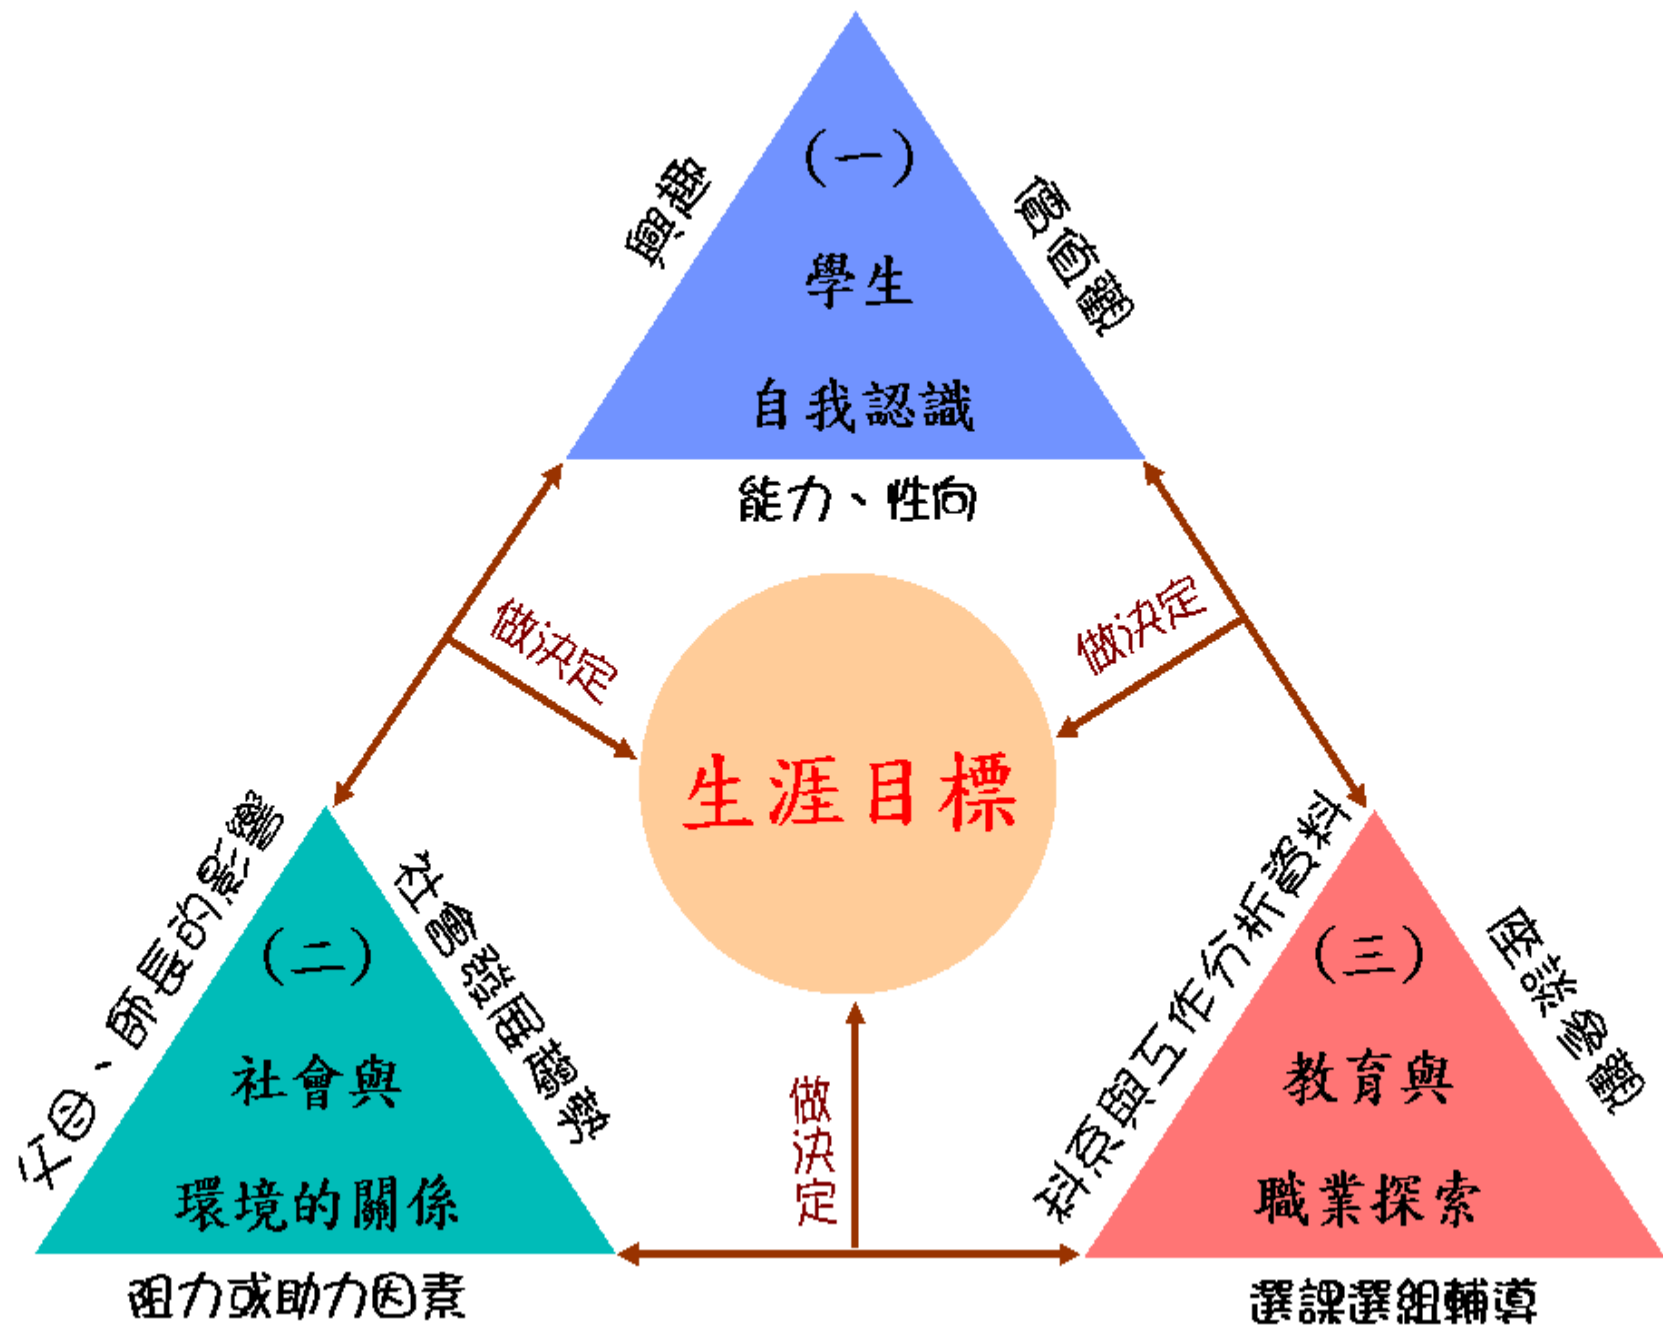 (一)
學生
自我認識
興趣
價值觀
能力、性向
做決定
做決定
生涯目標
父母、師長的影響
社會發展趨勢
(二)
社會與
環境的關係
阻力或助力因素
做決定
科系與工作分析資料
座談參觀
(三)
教育與
職業探索
選課選組輔導